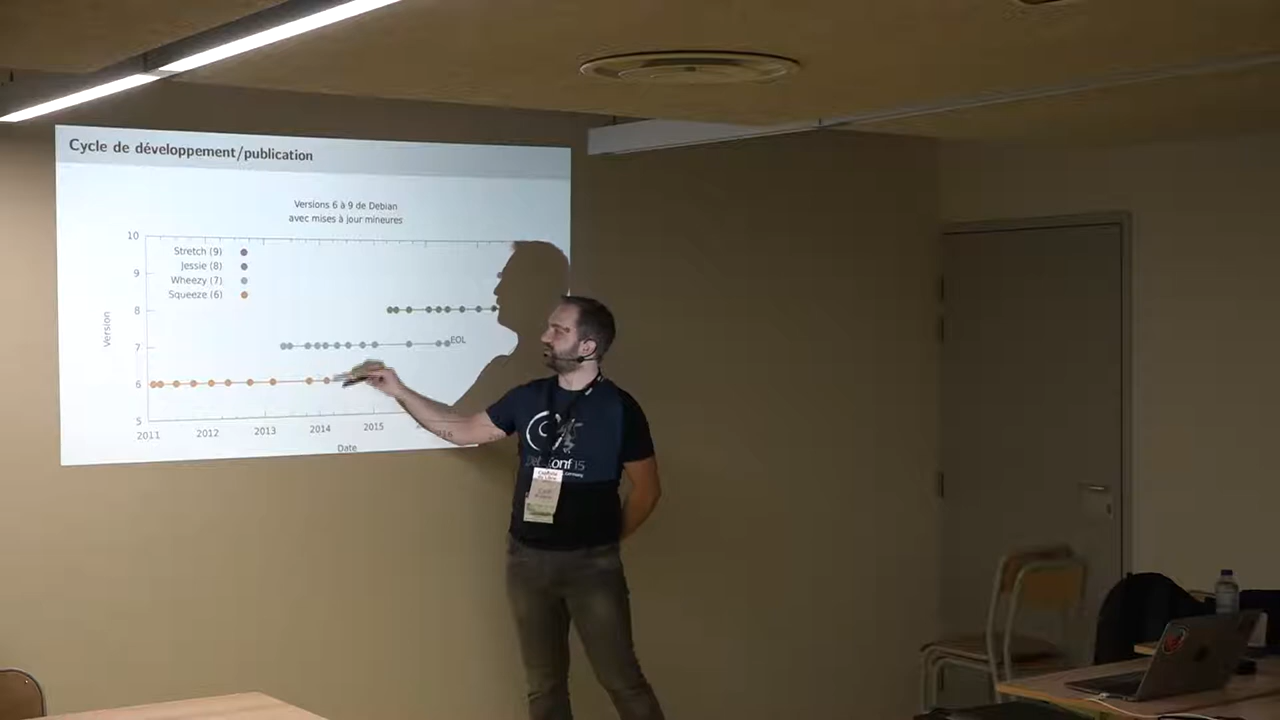 Cycle de développement/publication
Versions 6 à 9 de Debian
avec mises à jour mineures
10
9
8
7
6
5
Version
Stretch (9)
Jessie (8)
Wheezy (7)
Squeeze (6)
EOL
2011
2012
2013
2014
2015
Date